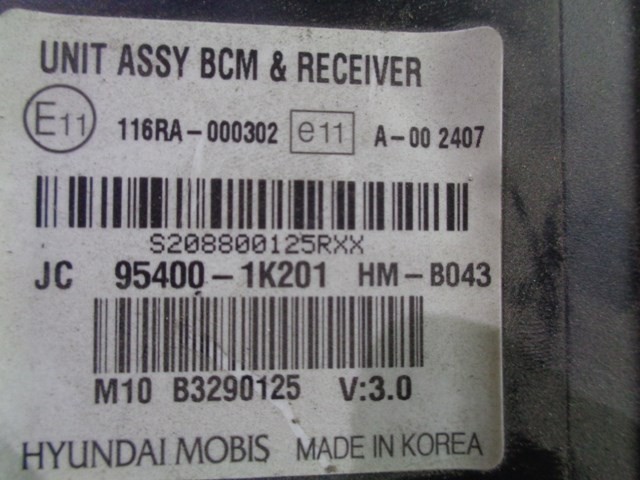 UNIT ASSY BCM & RECEIVER
E11 116RA-000302 e11 A-00 2407
S208800125RXX
JC 95400-1K201 HM-B043
M10 B3290125 V:3.0
HYUNDAI MOBIS MADE IN KOREA